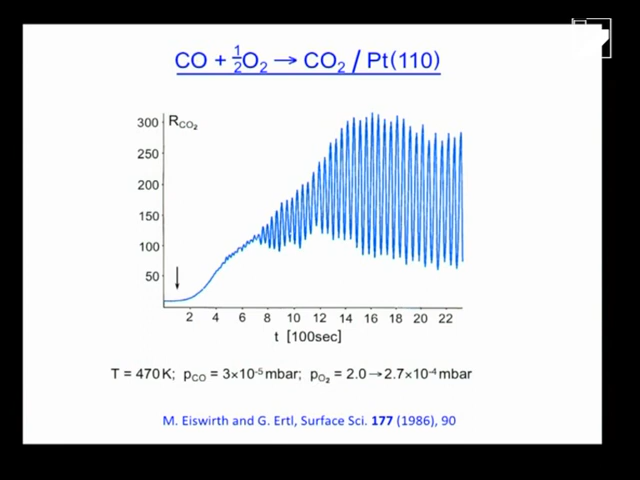 CO + ½O₂ → CO₂ / Pt(110)
R_CO₂
300
250
200
150
100
50
2 4 6 8 10 12 14 16 18 20 22
t [100sec]
T = 470 K; p_CO = 3×10⁻⁵ mbar; p_O₂ = 2.0→2.7×10⁻⁴ mbar
M. Eiswirth and G. Ertl, Surface Sci. 177 (1986), 90